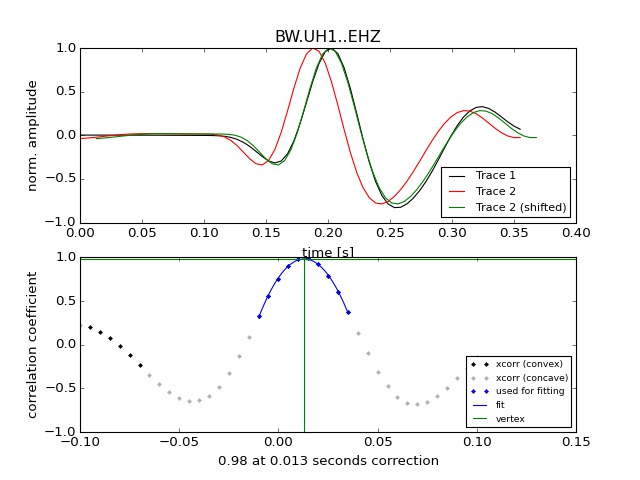 BW.UH1..EHZ
norm. amplitude
1.0
0.5
0.0
−0.5
−1.0
Trace 1
Trace 2
Trace 2 (shifted)
0.00 0.05 0.10 0.15 0.20 0.25 0.30 0.35 0.40
time [s]
correlation coefficient
1.0
0.5
0.0
−0.5
−1.0
xcorr (convex)
xcorr (concave)
used for fitting
fit
vertex
−0.10 −0.05 0.00 0.05 0.10 0.15
0.98 at 0.013 seconds correction